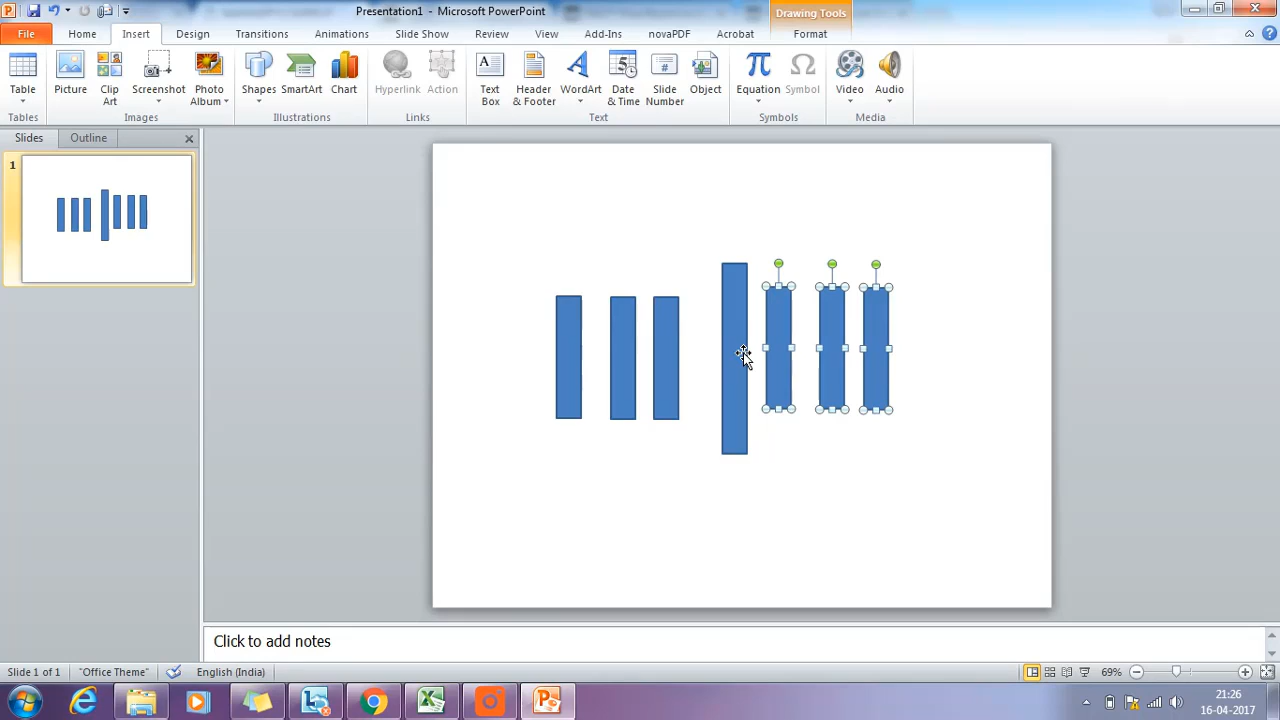 Presentation1 - Microsoft PowerPoint
Drawing Tools
File Home Insert Design Transitions Animations Slide Show Review View Add-Ins novaPDF Acrobat Format
Table
Picture
Clip Art
Screenshot
Photo Album
Shapes
SmartArt
Chart
Hyperlink
Action
Text Box
Header & Footer
WordArt
Date & Time
Slide Number
Object
Equation
Symbol
Video
Audio
Tables Images Illustrations Links Text Symbols Media
Slides Outline
1
Click to add notes
Slide 1 of 1 "Office Theme" English (India) 69%
21:26
16-04-2017